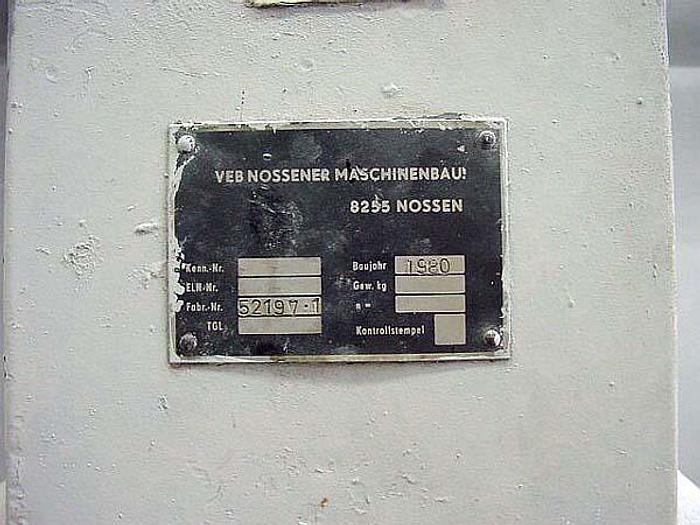 VEB NOSSENER MASCHINENBAU
8255 NOSSEN
Kenn.-Nr.
ELN-Nr.
Fabr.-Nr. 52197-1
TGL
Baujahr 1980
Gew. kg
n =
Kontrollstempel